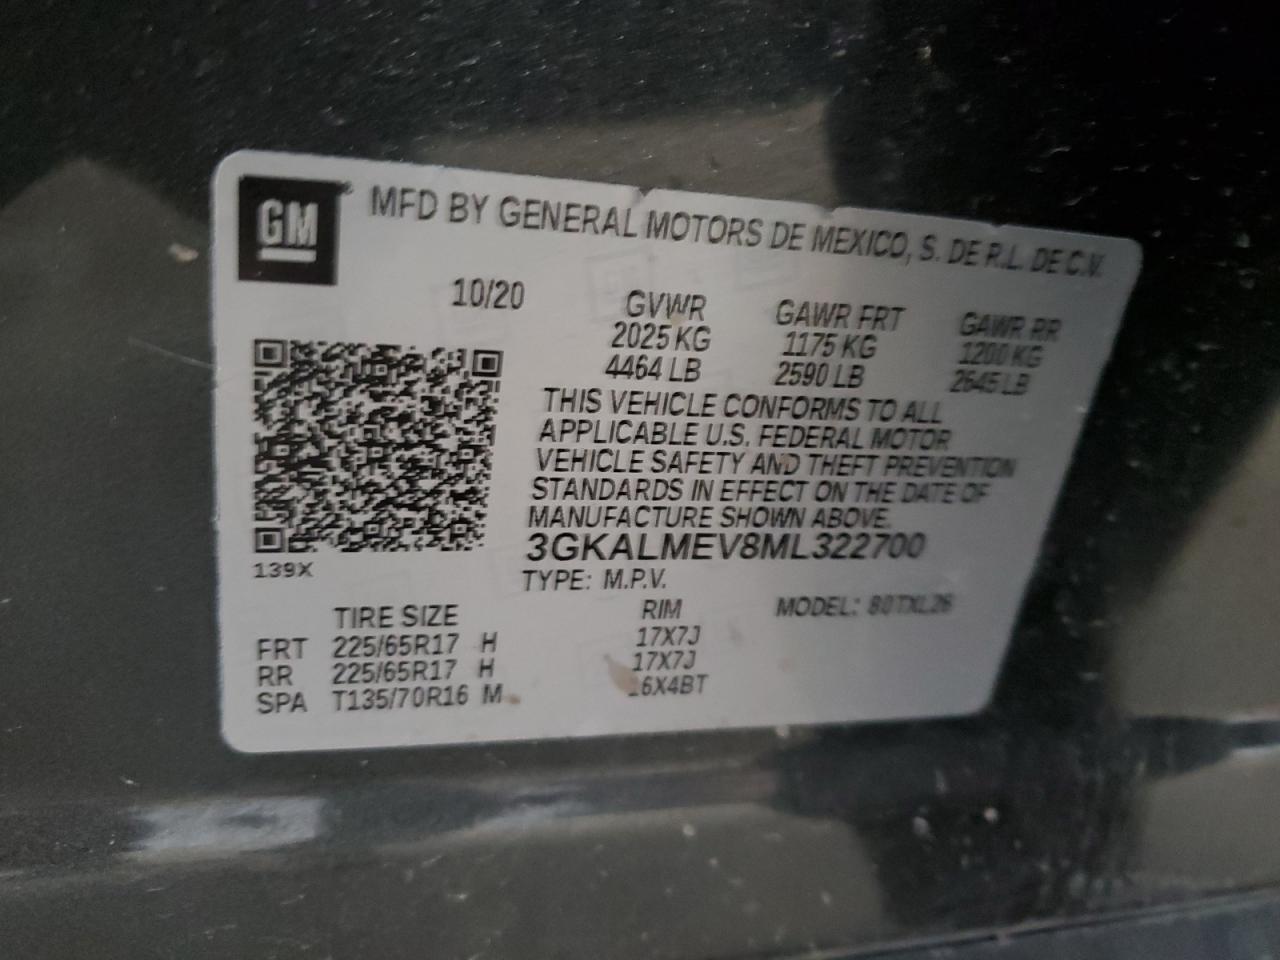 GM
MFD BY GENERAL MOTORS DE MEXICO, S. DE R.L. DE C.V.
10/20 GVWR GAWR FRT GAWR RR
2025 KG 1175 KG 1200 KG
4464 LB 2590 LB 2645 LB
THIS VEHICLE CONFORMS TO ALL
APPLICABLE U.S. FEDERAL MOTOR
VEHICLE SAFETY AND THEFT PREVENTION
STANDARDS IN EFFECT ON THE DATE OF
MANUFACTURE SHOWN ABOVE.
3GKALMEV8ML322700
139X
TYPE: M.P.V.
TIRE SIZE RIM MODEL: 80TXL26
FRT 225/65R17 H 17X7J
RR 225/65R17 H 17X7J
SPA T135/70R16 M 16X4BT